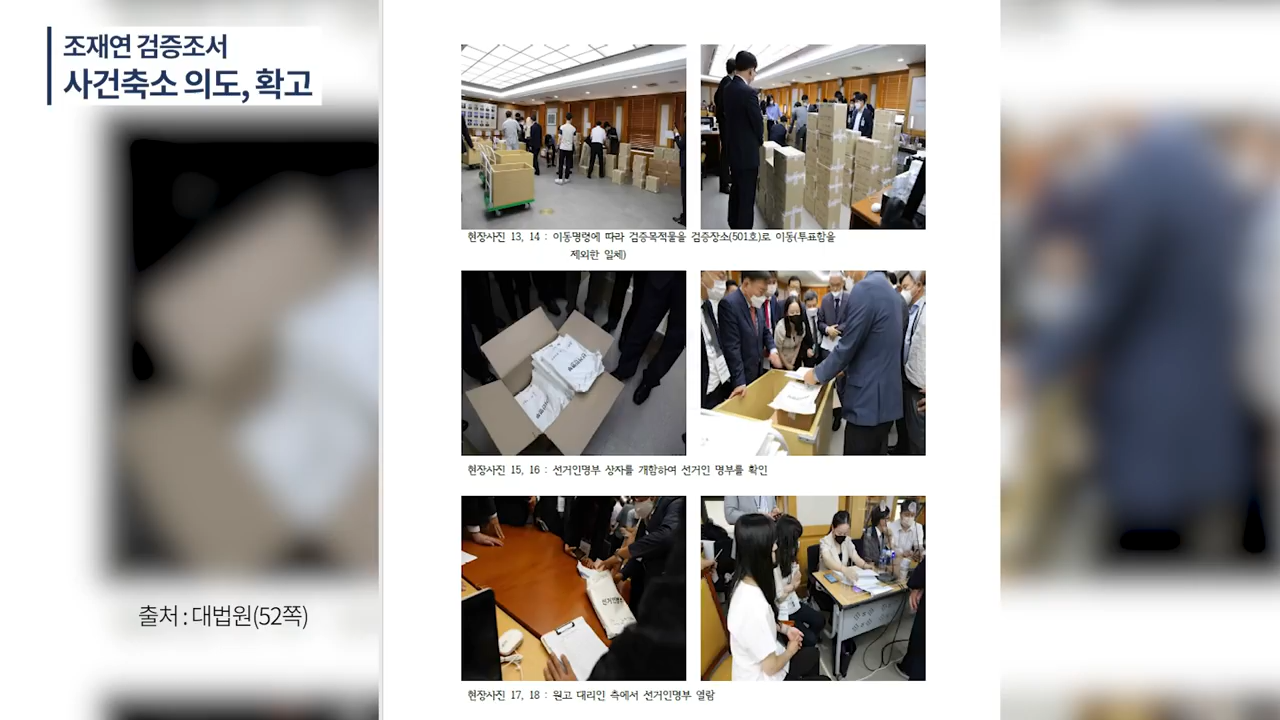 조재연 검증조서
사건축소 의도, 확고
현장사진 13, 14 : 이동명령에 따라 검증목적물을 검증장소(501호)로 이동(투표함을
제외한 일체)
현장사진 15, 16 : 선거인명부 상자를 개함하여 선거인 명부를 확인
선거인명부
현장사진 17, 18 : 원고 대리인 측에서 선거인명부 열람
출처 : 대법원(52쪽)